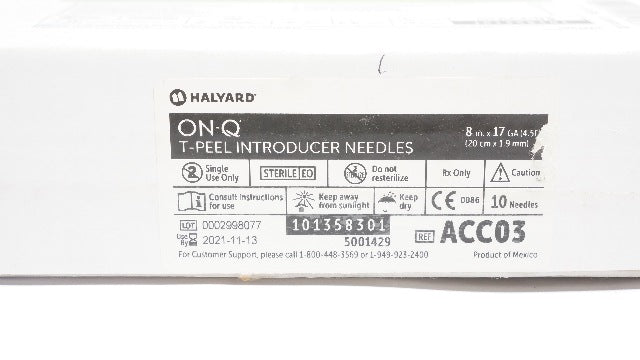 HALYARD
ON-Q
T-PEEL INTRODUCER NEEDLES
8 in. x 17 GA (4.5F
(20 cm x 1.9 mm)
2 Single Use Only
STERILE EO
Do not resterilize
Rx Only
Caution
Consult instructions for use
Keep away from sunlight
Keep dry
CE 0086
10 Needles
LOT 0002998077
101358301
Use By 2021-11-13
5001429
REF ACC03
For Customer Support, please call 1-800-448-3569 or 1-949-923-2400
Product of Mexico